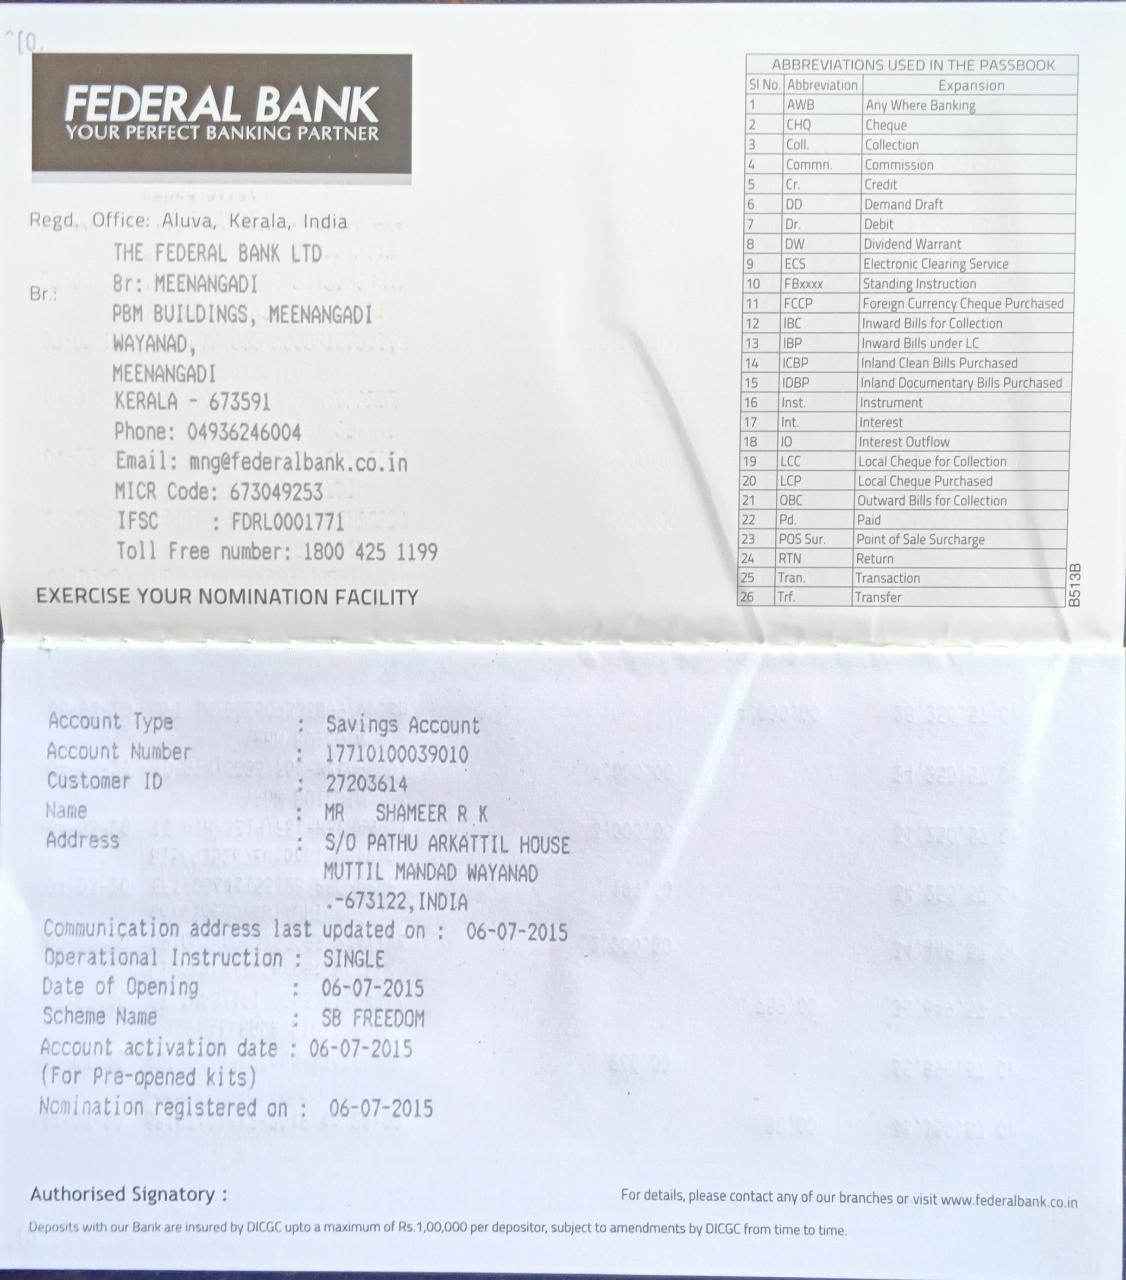 FEDERAL BANK
YOUR PERFECT BANKING PARTNER
Regd. Office: Aluva, Kerala, India
THE FEDERAL BANK LTD
Br.: Br: MEENANGADI
PBM BUILDINGS, MEENANGADI
WAYANAD,
MEENANGADI
KERALA - 673591
Phone: 04936246004
Email: mng@federalbank.co.in
MICR Code: 673049253
IFSC : FDRL0001771
Toll Free number: 1800 425 1199
EXERCISE YOUR NOMINATION FACILITY
ABBREVIATIONS USED IN THE PASSBOOK
Sl No. Abbreviation Expansion
1 AWB Any Where Banking
2 CHQ Cheque
3 Coll. Collection
4 Commn. Commission
5 Cr. Credit
6 DD Demand Draft
7 Dr. Debit
8 DW Dividend Warrant
9 ECS Electronic Clearing Service
10 FBxxxx Standing Instruction
11 FCCP Foreign Currency Cheque Purchased
12 IBC Inward Bills for Collection
13 IBP Inward Bills under LC
14 ICBP Inland Clean Bills Purchased
15 IDBP Inland Documentary Bills Purchased
16 Inst. Instrument
17 Int. Interest
18 IO Interest Outflow
19 LCC Local Cheque for Collection
20 LCP Local Cheque Purchased
21 OBC Outward Bills for Collection
22 Pd. Paid
23 POS Sur. Point of Sale Surcharge
24 RTN Return
25 Tran. Transaction
26 Trf. Transfer
B513B
Account Type : Savings Account
Account Number : 17710100039010
Customer ID : 27203614
Name : MR SHAMEER R K
Address : S/O PATHU ARKATTIL HOUSE
MUTTIL MANDAD WAYANAD
.-673122,INDIA
Communication address last updated on : 06-07-2015
Operational Instruction : SINGLE
Date of Opening : 06-07-2015
Scheme Name : SB FREEDOM
Account activation date : 06-07-2015
(For Pre-opened kits)
Nomination registered on : 06-07-2015
Authorised Signatory :
For details, please contact any of our branches or visit www.federalbank.co.in
Deposits with our Bank are insured by DICGC upto a maximum of Rs.1,00,000 per depositor, subject to amendments by DICGC from time to time.